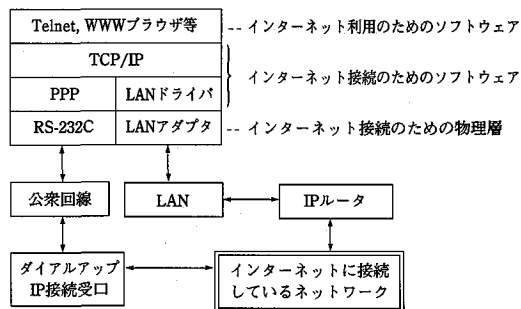 Telnet, WWWブラウザ等 -- インターネット利用のためのソフトウェア
TCP/IP
インターネット接続のためのソフトウェア
PPP LANドライバ
RS-232C LANアダプタ -- インターネット接続のための物理層
公衆回線 LAN IPルータ
ダイアルアップ
IP接続受口
インターネットに接続
しているネットワーク